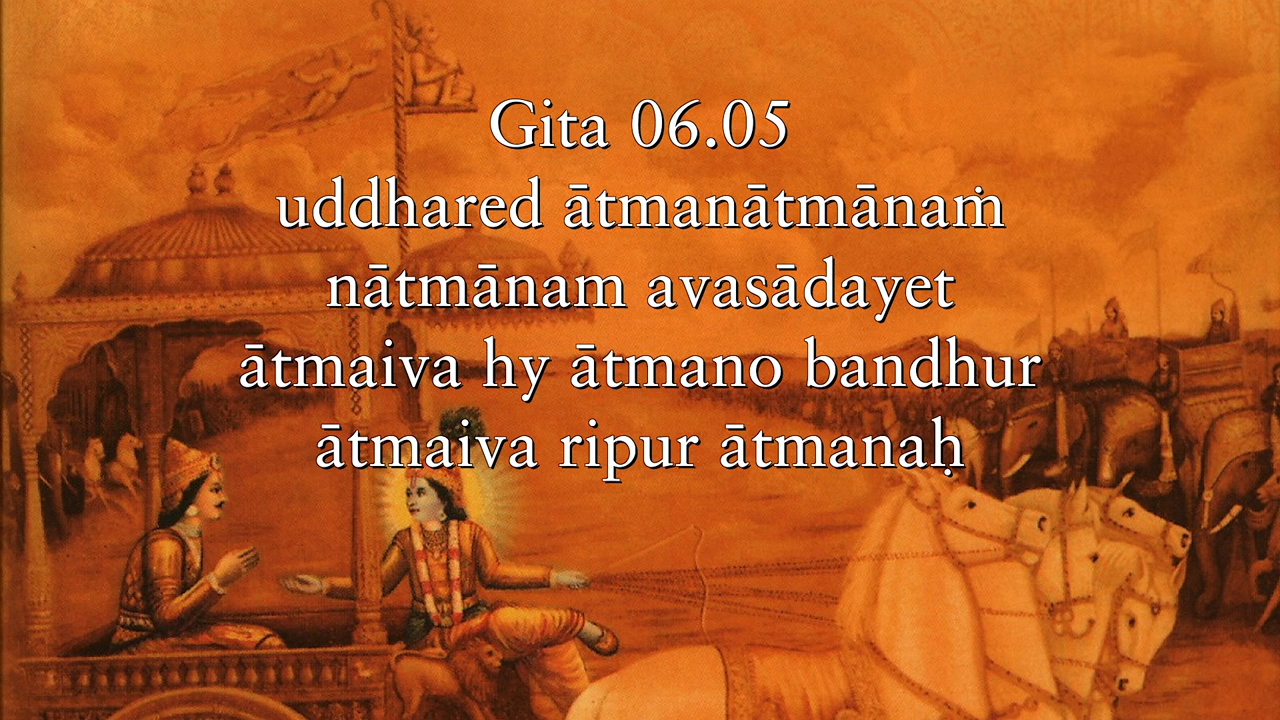 Gita 06.05
uddhared ātmanātmānaṁ
nātmānam avasādayet
ātmaiva hy ātmano bandhur
ātmaiva ripur ātmanaḥ